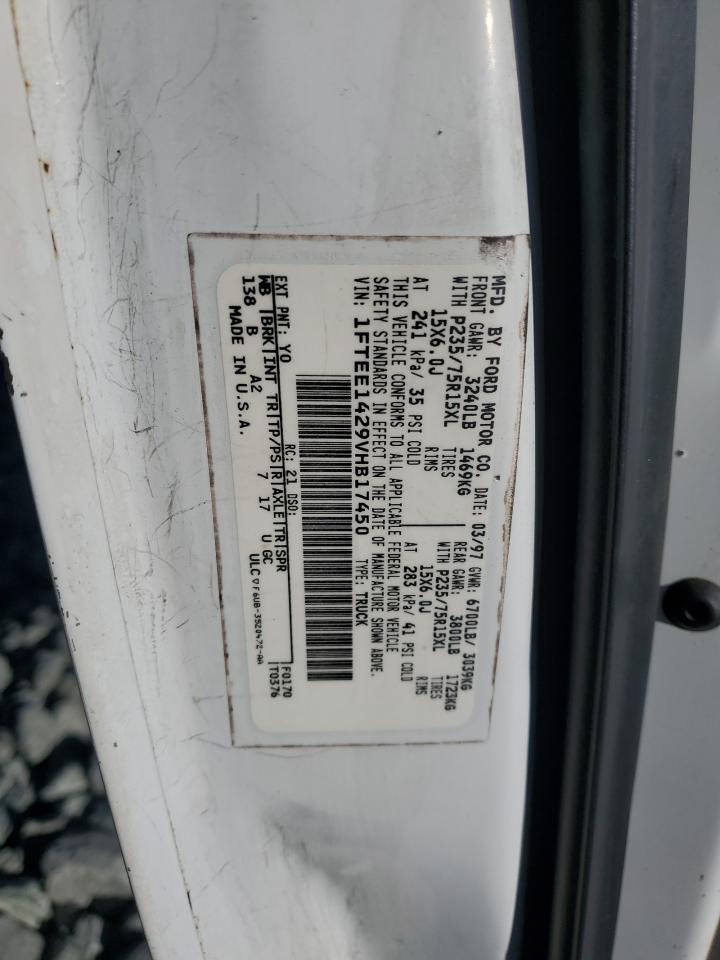 MFD. BY FORD MOTOR CO.
DATE: 03/97 GVWR: 6700LB/ 3039KG
FRONT GAWR: 3240LB 1469KG REAR GAWR: 3800LB 1723KG
WITH P235/75R15XL TIRES WITH P235/75R15XL TIRES
15X6.0J RIMS 15X6.0J RIMS
AT 241 kPa/ 35 PSI COLD AT 283 kPa/ 41 PSI COLD
THIS VEHICLE CONFORMS TO ALL APPLICABLE FEDERAL MOTOR VEHICLE
SAFETY STANDARDS IN EFFECT ON THE DATE OF MANUFACTURE SHOWN ABOVE.
VIN: 1FTEE1429VHB17450 TYPE: TRUCK
EXT PNT: YO RC: 21 DSO: F0170
WB BRK INT TR TP/PS R AXLE TR SPR T0376
138 B A2 7 17 U GC
MADE IN U.S.A. ULC ▽ F6UB-3520472-AA